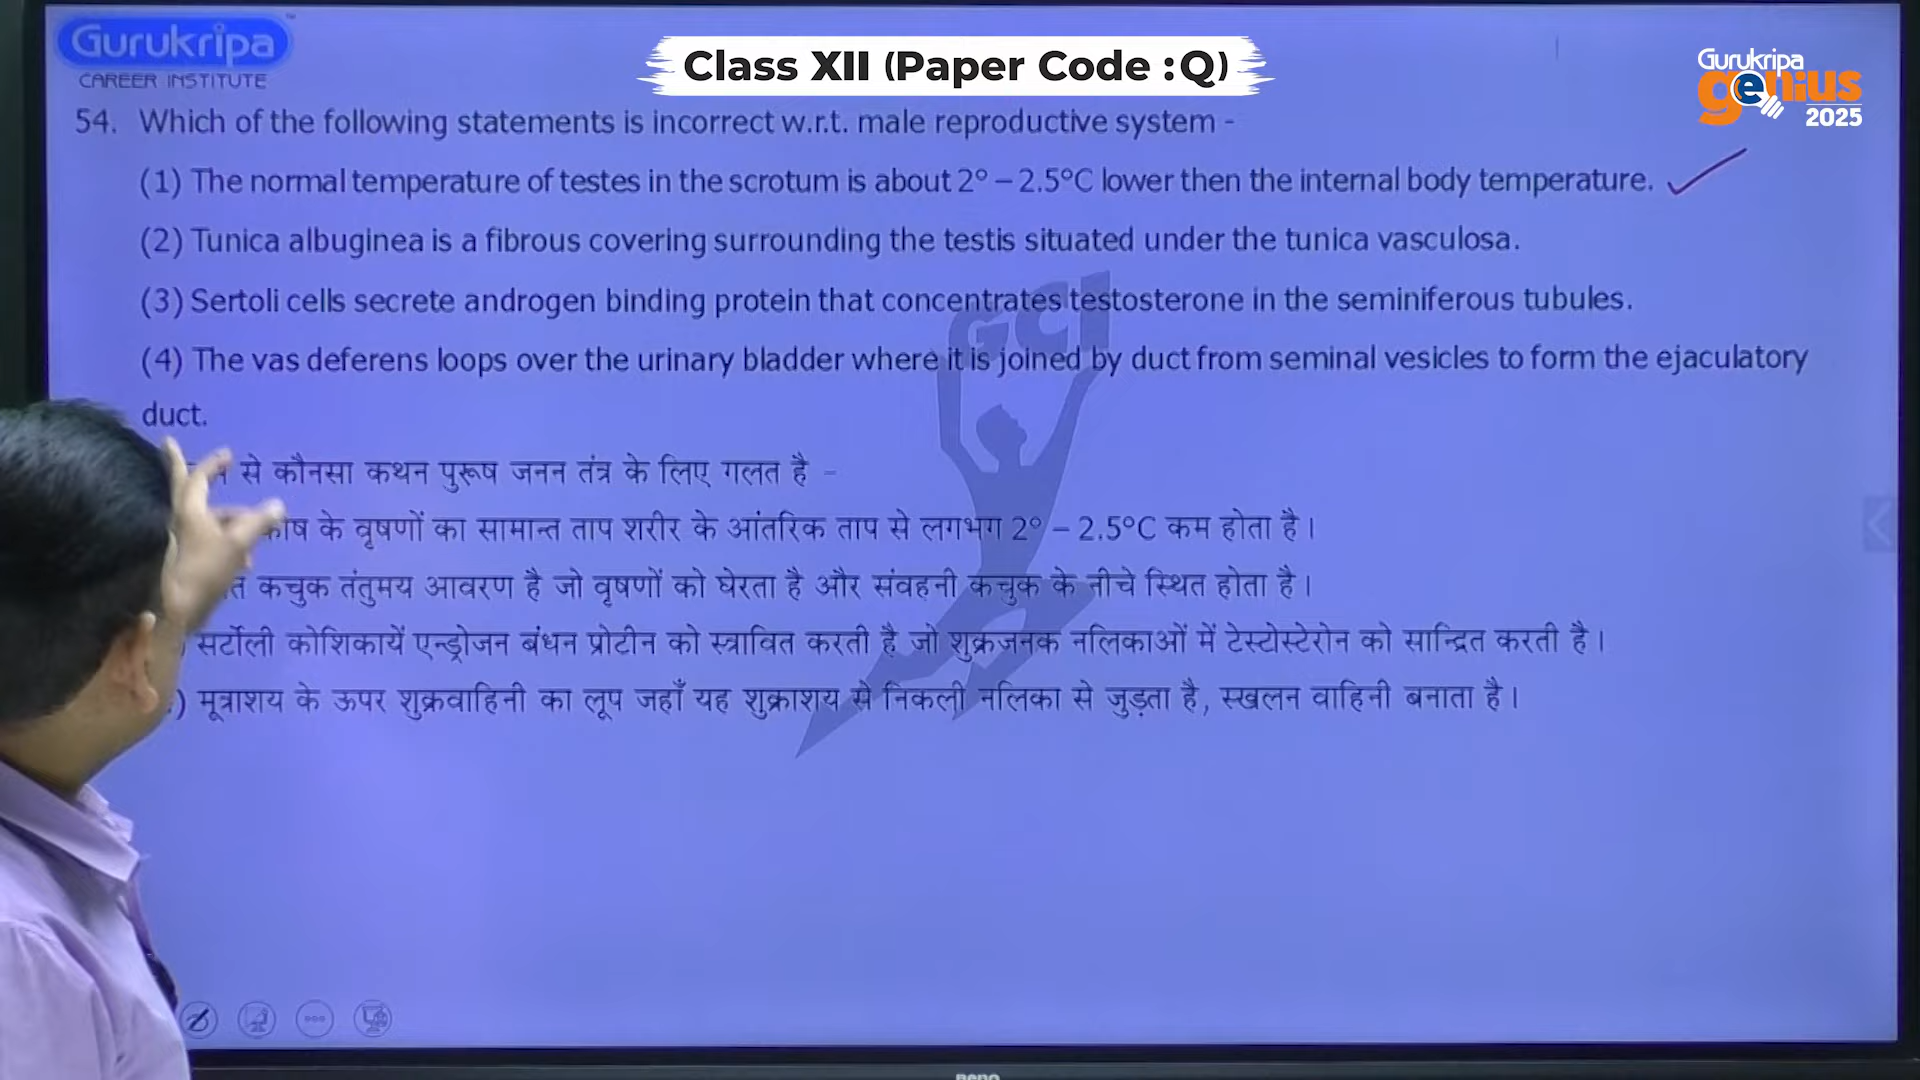 Gurukripa
CAREER INSTITUTE
Class XII (Paper Code :Q)
Gurukripa
genius
2025
54. Which of the following statements is incorrect w.r.t. male reproductive system -
(1) The normal temperature of testes in the scrotum is about 2° – 2.5°C lower then the internal body temperature.
(2) Tunica albuginea is a fibrous covering surrounding the testis situated under the tunica vasculosa.
(3) Sertoli cells secrete androgen binding protein that concentrates testosterone in the seminiferous tubules.
(4) The vas deferens loops over the urinary bladder where it is joined by duct from seminal vesicles to form the ejaculatory
duct.
से कौनसा कथन पुरूष जनन तंत्र के लिए गलत है -
के वृषणों का सामान्त ताप शरीर के आंतरिक ताप से लगभग 2° – 2.5°C कम होता है।
कचुक तंतुमय आवरण है जो वृषणों को घेरता है और संवहनी कचुक के नीचे स्थित होता है।
सर्टोली कोशिकायें एन्ड्रोजन बंधन प्रोटीन को स्त्रावित करती है जो शुक्रजनक नलिकाओं में टेस्टोस्टेरोन को सान्द्रित करती है।
) मूत्राशय के ऊपर शुक्रवाहिनी का लूप जहाँ यह शुक्राशय से निकली नलिका से जुड़ता है, स्खलन वाहिनी बनाता है।
GCI